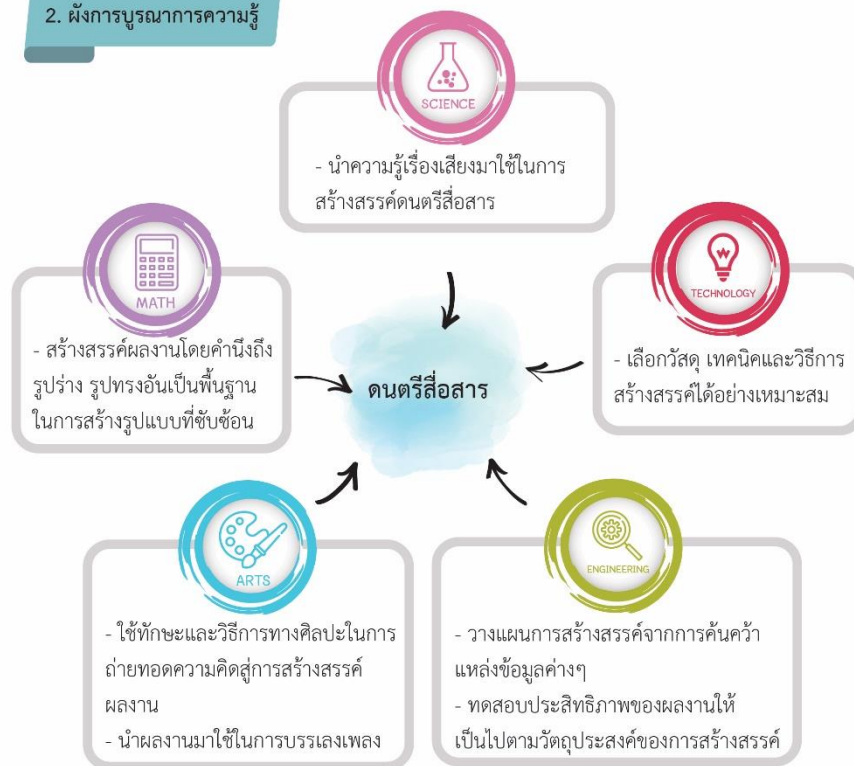 2. ผังการบูรณาการความรู้
SCIENCE
- นำความรู้เรื่องเสียงมาใช้ในการ
สร้างสรรค์ดนตรีสื่อสาร
MATH
- สร้างสรรค์ผลงานโดยคำนึงถึง
รูปร่าง รูปทรงอันเป็นพื้นฐาน
ในการสร้างรูปแบบที่ซับซ้อน
TECHNOLOGY
- เลือกวัสดุ เทคนิคและวิธีการ
สร้างสรรค์ได้อย่างเหมาะสม
ดนตรีสื่อสาร
ARTS
- ใช้ทักษะและวิธีการทางศิลปะในการ
ถ่ายทอดความคิดสู่การสร้างสรรค์
ผลงาน
- นำผลงานมาใช้ในการบรรเลงเพลง
ENGINEERING
- วางแผนการสร้างสรรค์จากการค้นคว้า
แหล่งข้อมูลค่างๆ
- ทดสอบประสิทธิภาพของผลงานให้
เป็นไปตามวัตถุประสงค์ของการสร้างสรรค์